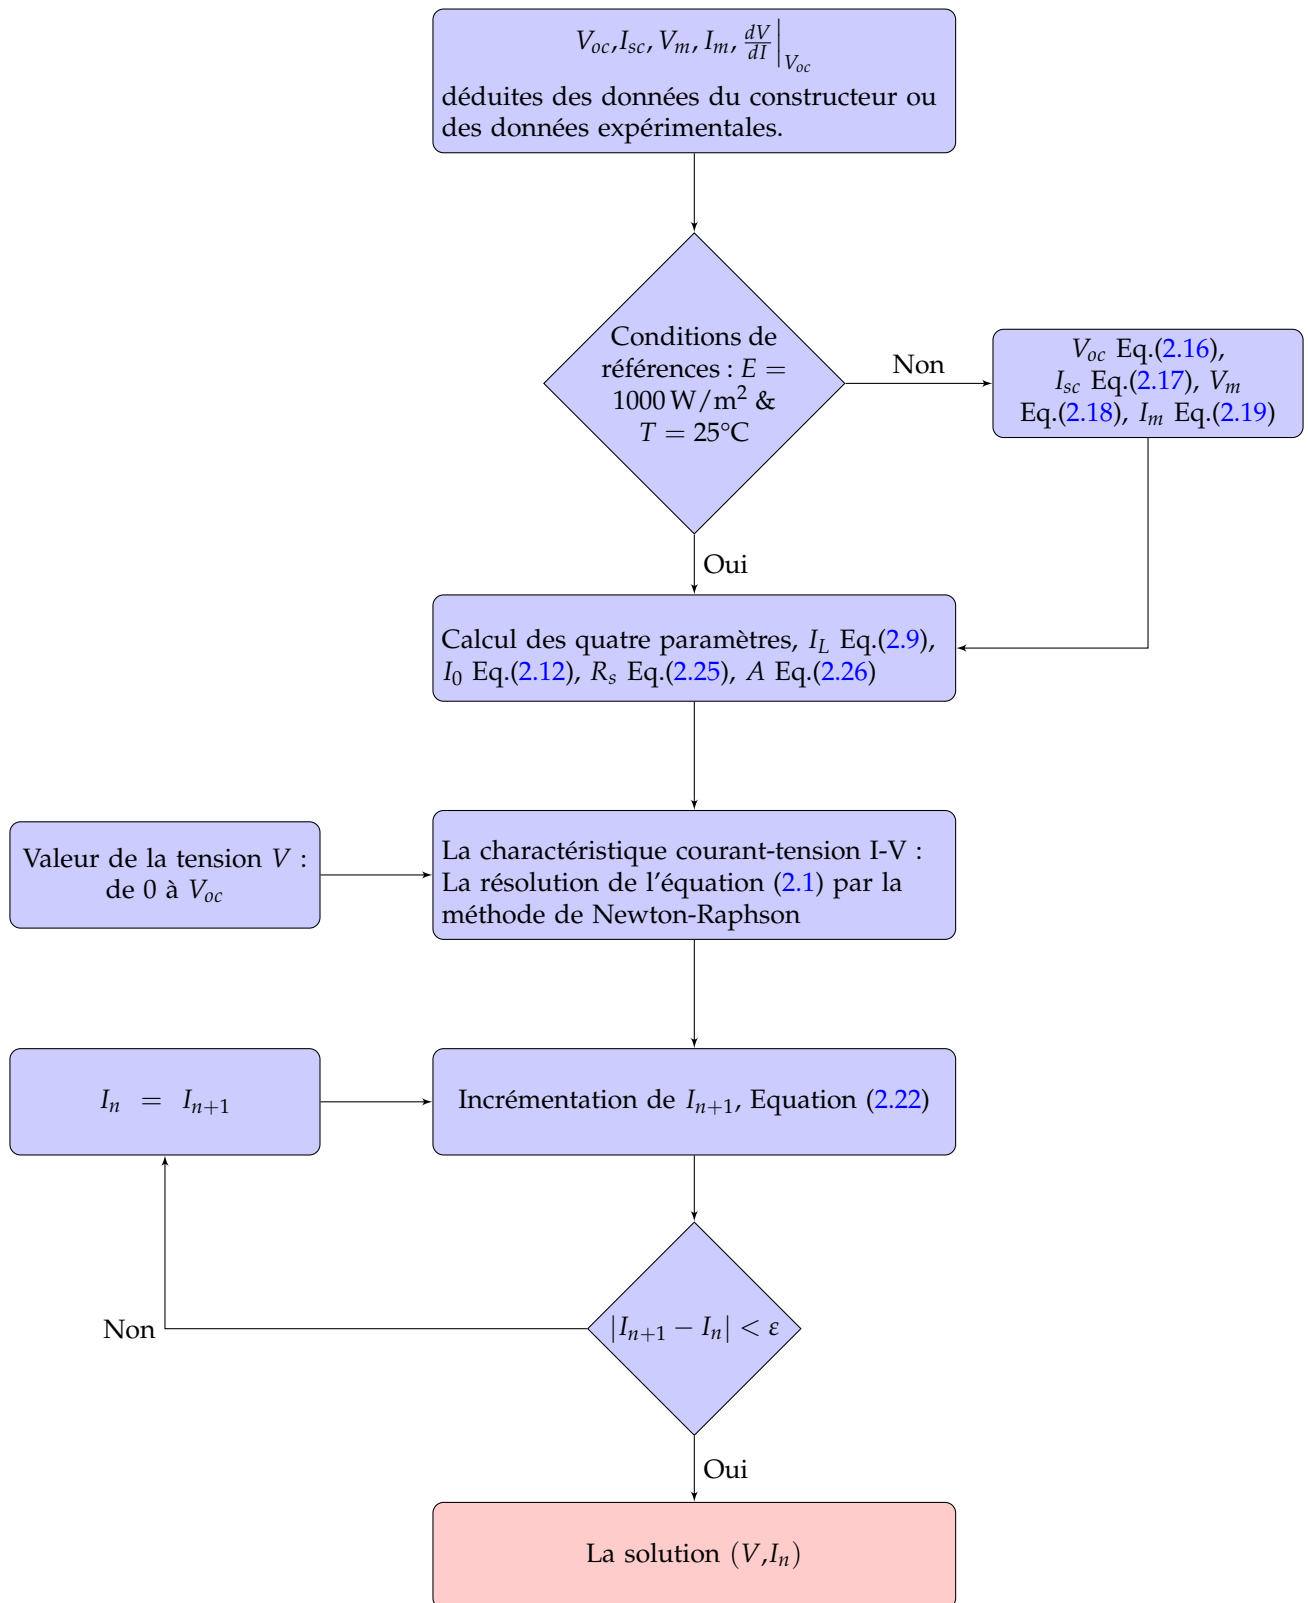 V_oc,I_sc, V_m, I_m, dV/dI|_V_oc
déduites des données du constructeur ou
des données expérimentales.
Conditions de
références : E =
1000 W/m² &
T = 25°C
Non
V_oc Eq.(2.16),
I_sc Eq.(2.17), V_m
Eq.(2.18), I_m Eq.(2.19)
Oui
Calcul des quatre paramètres, I_L Eq.(2.9),
I_0 Eq.(2.12), R_s Eq.(2.25), A Eq.(2.26)
Valeur de la tension V :
de 0 à V_oc
La charactéristique courant-tension I-V :
La résolution de l'équation (2.1) par la
méthode de Newton-Raphson
I_n = I_{n+1}
Incrémentation de I_{n+1}, Equation (2.22)
Non
|I_{n+1} − I_n| < ε
Oui
La solution (V,I_n)